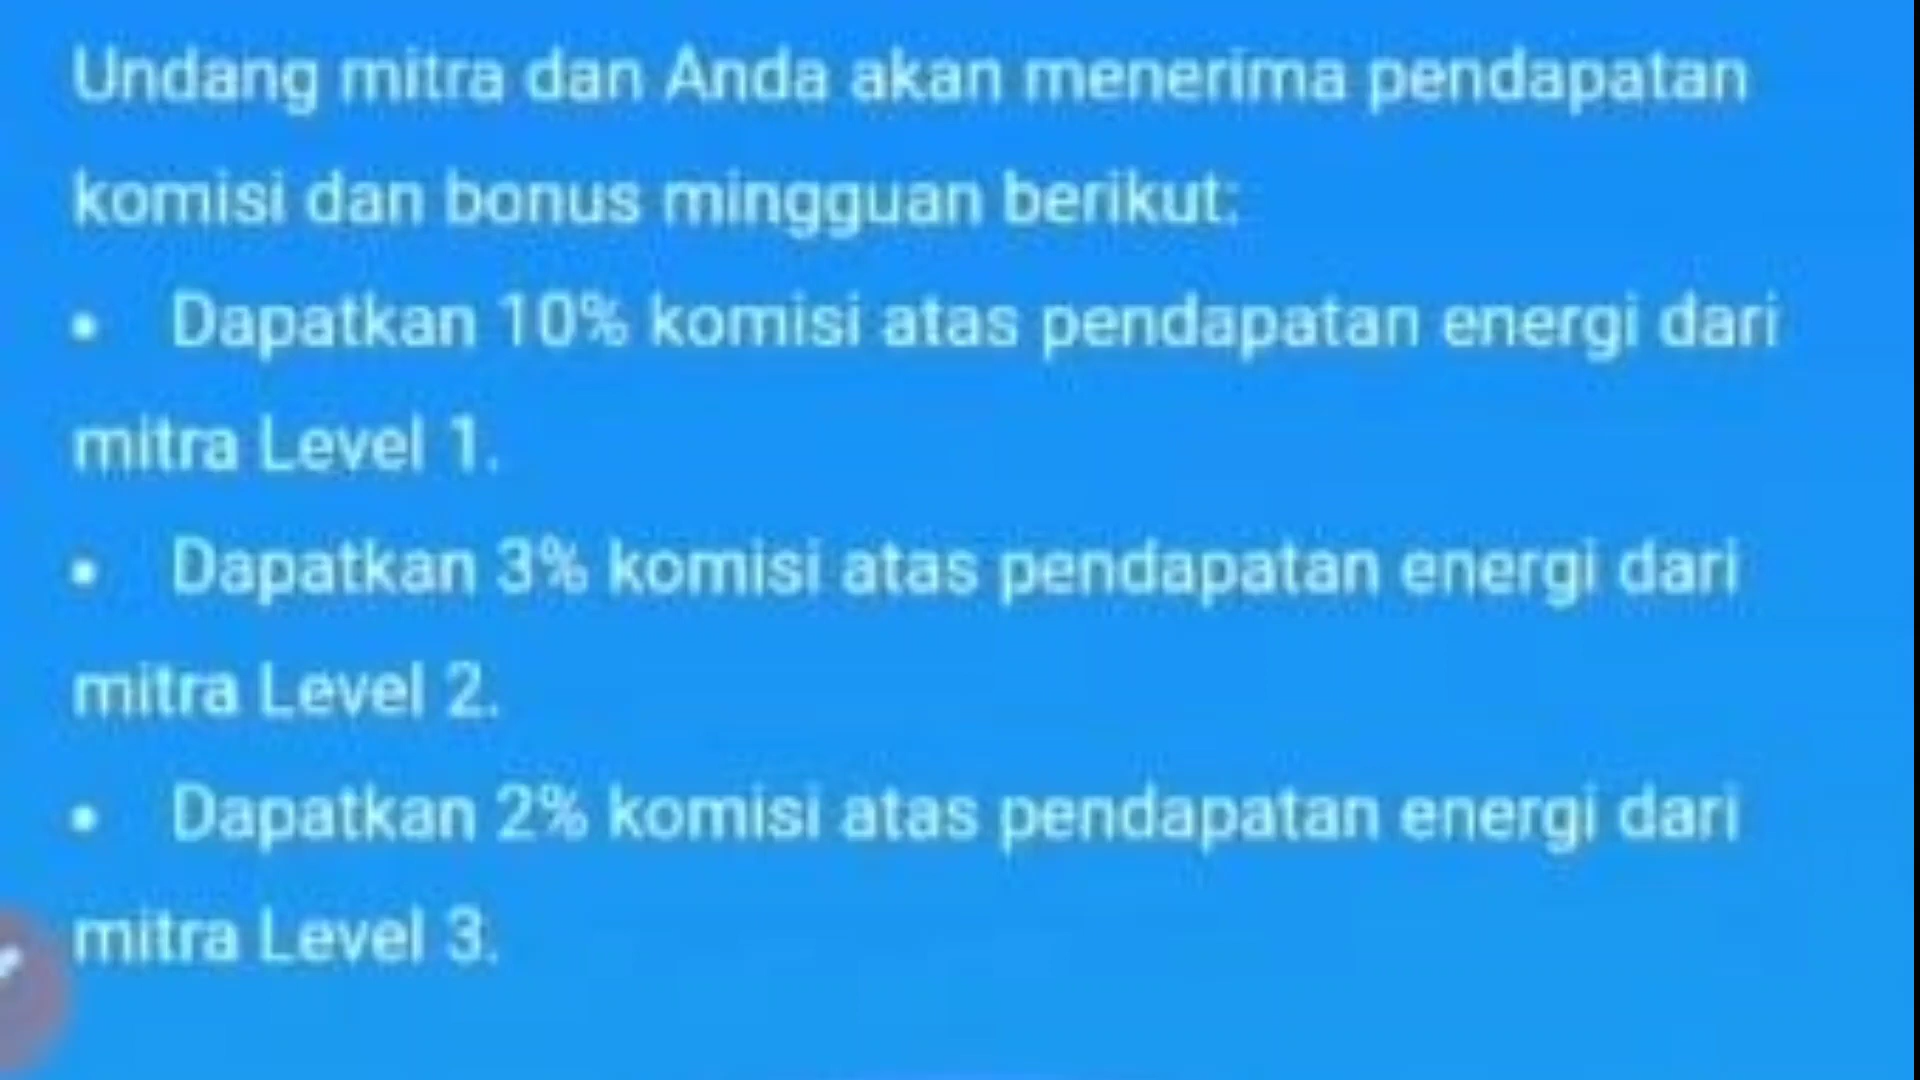 Undang mitra dan Anda akan menerima pendapatan
komisi dan bonus mingguan berikut:
• Dapatkan 10% komisi atas pendapatan energi dari
mitra Level 1.
• Dapatkan 3% komisi atas pendapatan energi dari
mitra Level 2.
• Dapatkan 2% komisi atas pendapatan energi dari
mitra Level 3.